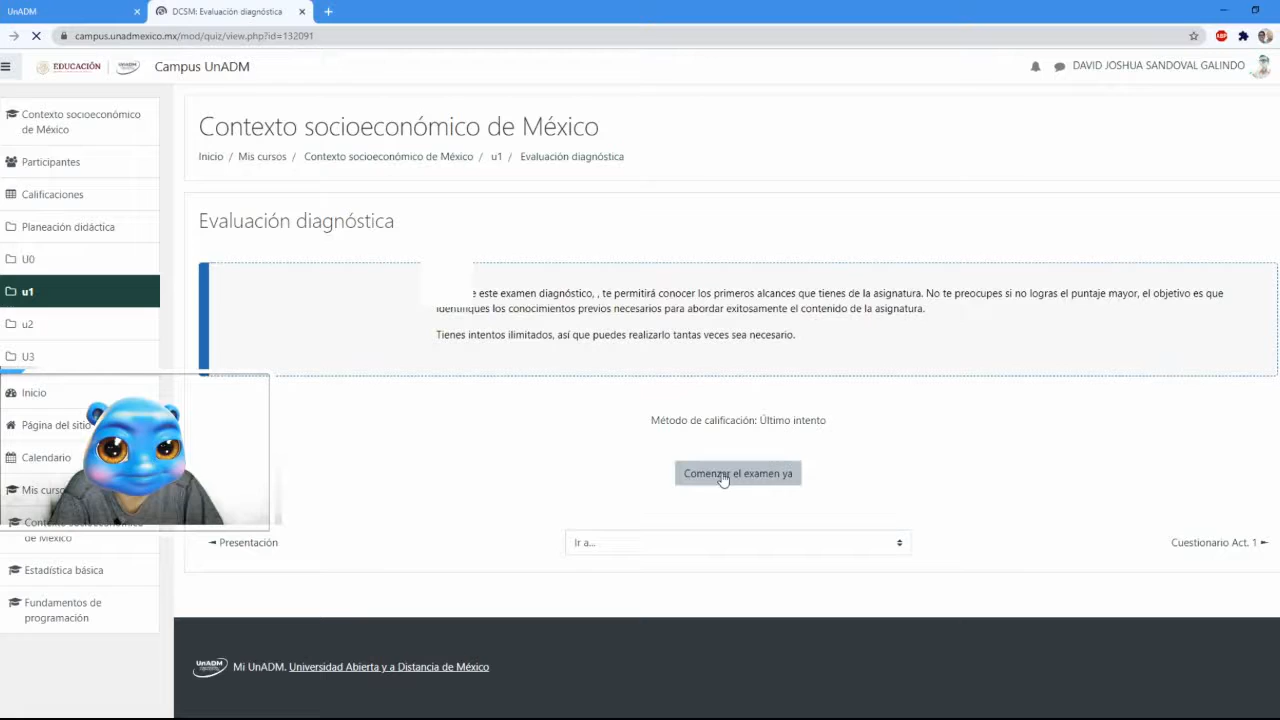 UnADM
DCSM: Evaluación diagnóstica
campus.unadmexico.mx/mod/quiz/view.php?id=132091
ABP
EDUCACIÓN
Campus UnADM
DAVID JOSHUA SANDOVAL GALINDO
Contexto socioeconómico
de México
Participantes
Calificaciones
Planeación didáctica
U0
u1
u2
U3
Inicio
Página del sitio
Calendario
Mis curso
Contexto socioeconómico
de México
Estadística básica
Fundamentos de
programación
Contexto socioeconómico de México
Inicio / Mis cursos / Contexto socioeconómico de México / u1 / Evaluación diagnóstica
Evaluación diagnóstica
e este examen diagnóstico, , te permitirá conocer los primeros alcances que tienes de la asignatura. No te preocupes si no logras el puntaje mayor, el objetivo es que
identifiques los conocimientos previos necesarios para abordar exitosamente el contenido de la asignatura.
Tienes intentos ilimitados, así que puedes realizarlo tantas veces sea necesario.
Método de calificación: Último intento
Comenzar el examen ya
◄ Presentación
Ir a...
Cuestionario Act. 1 ►
UnADM
Mi UnADM. Universidad Abierta y a Distancia de México